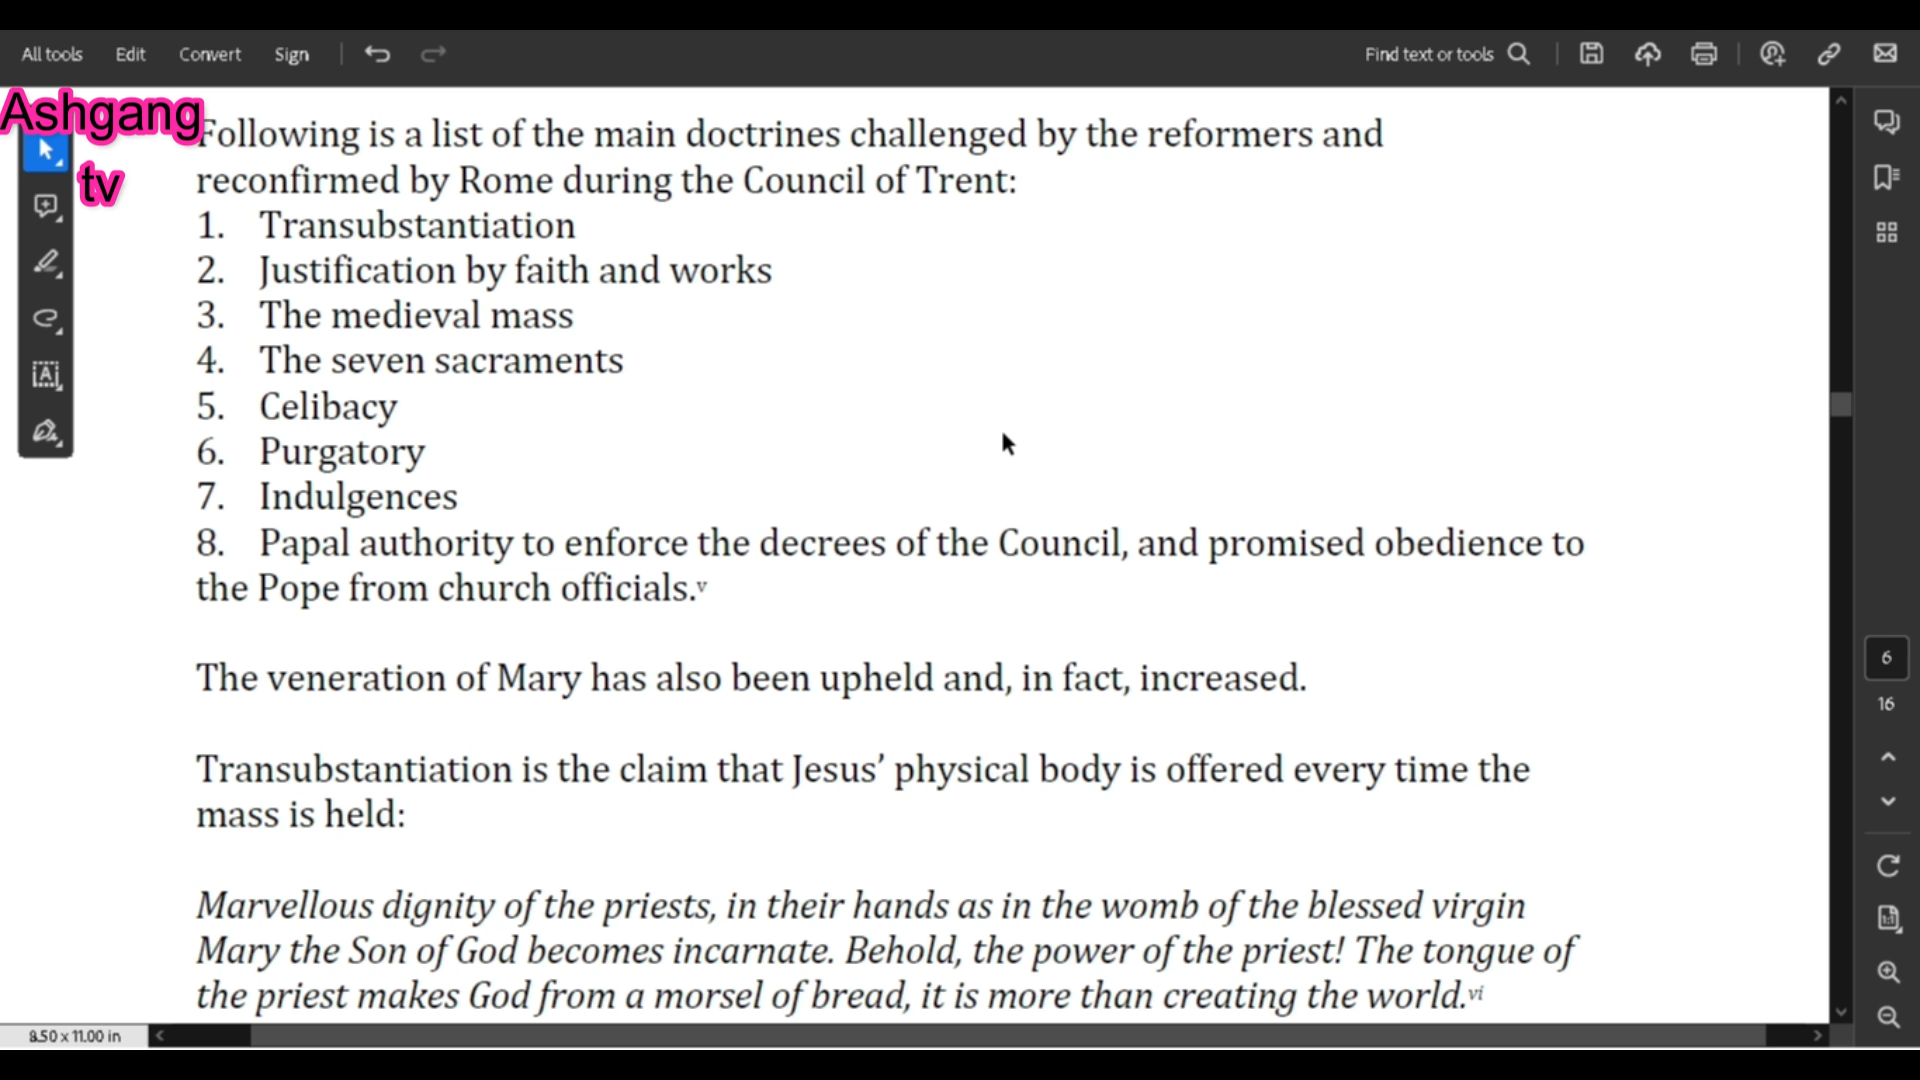 All tools Edit Convert Sign Find text or tools
Ashgang
tv
Following is a list of the main doctrines challenged by the reformers and
reconfirmed by Rome during the Council of Trent:
1. Transubstantiation
2. Justification by faith and works
3. The medieval mass
4. The seven sacraments
5. Celibacy
6. Purgatory
7. Indulgences
8. Papal authority to enforce the decrees of the Council, and promised obedience to
the Pope from church officials.v
The veneration of Mary has also been upheld and, in fact, increased.
Transubstantiation is the claim that Jesus’ physical body is offered every time the
mass is held:
Marvellous dignity of the priests, in their hands as in the womb of the blessed virgin
Mary the Son of God becomes incarnate. Behold, the power of the priest! The tongue of
the priest makes God from a morsel of bread, it is more than creating the world.vi
6
16
8.50 x 11.00 in